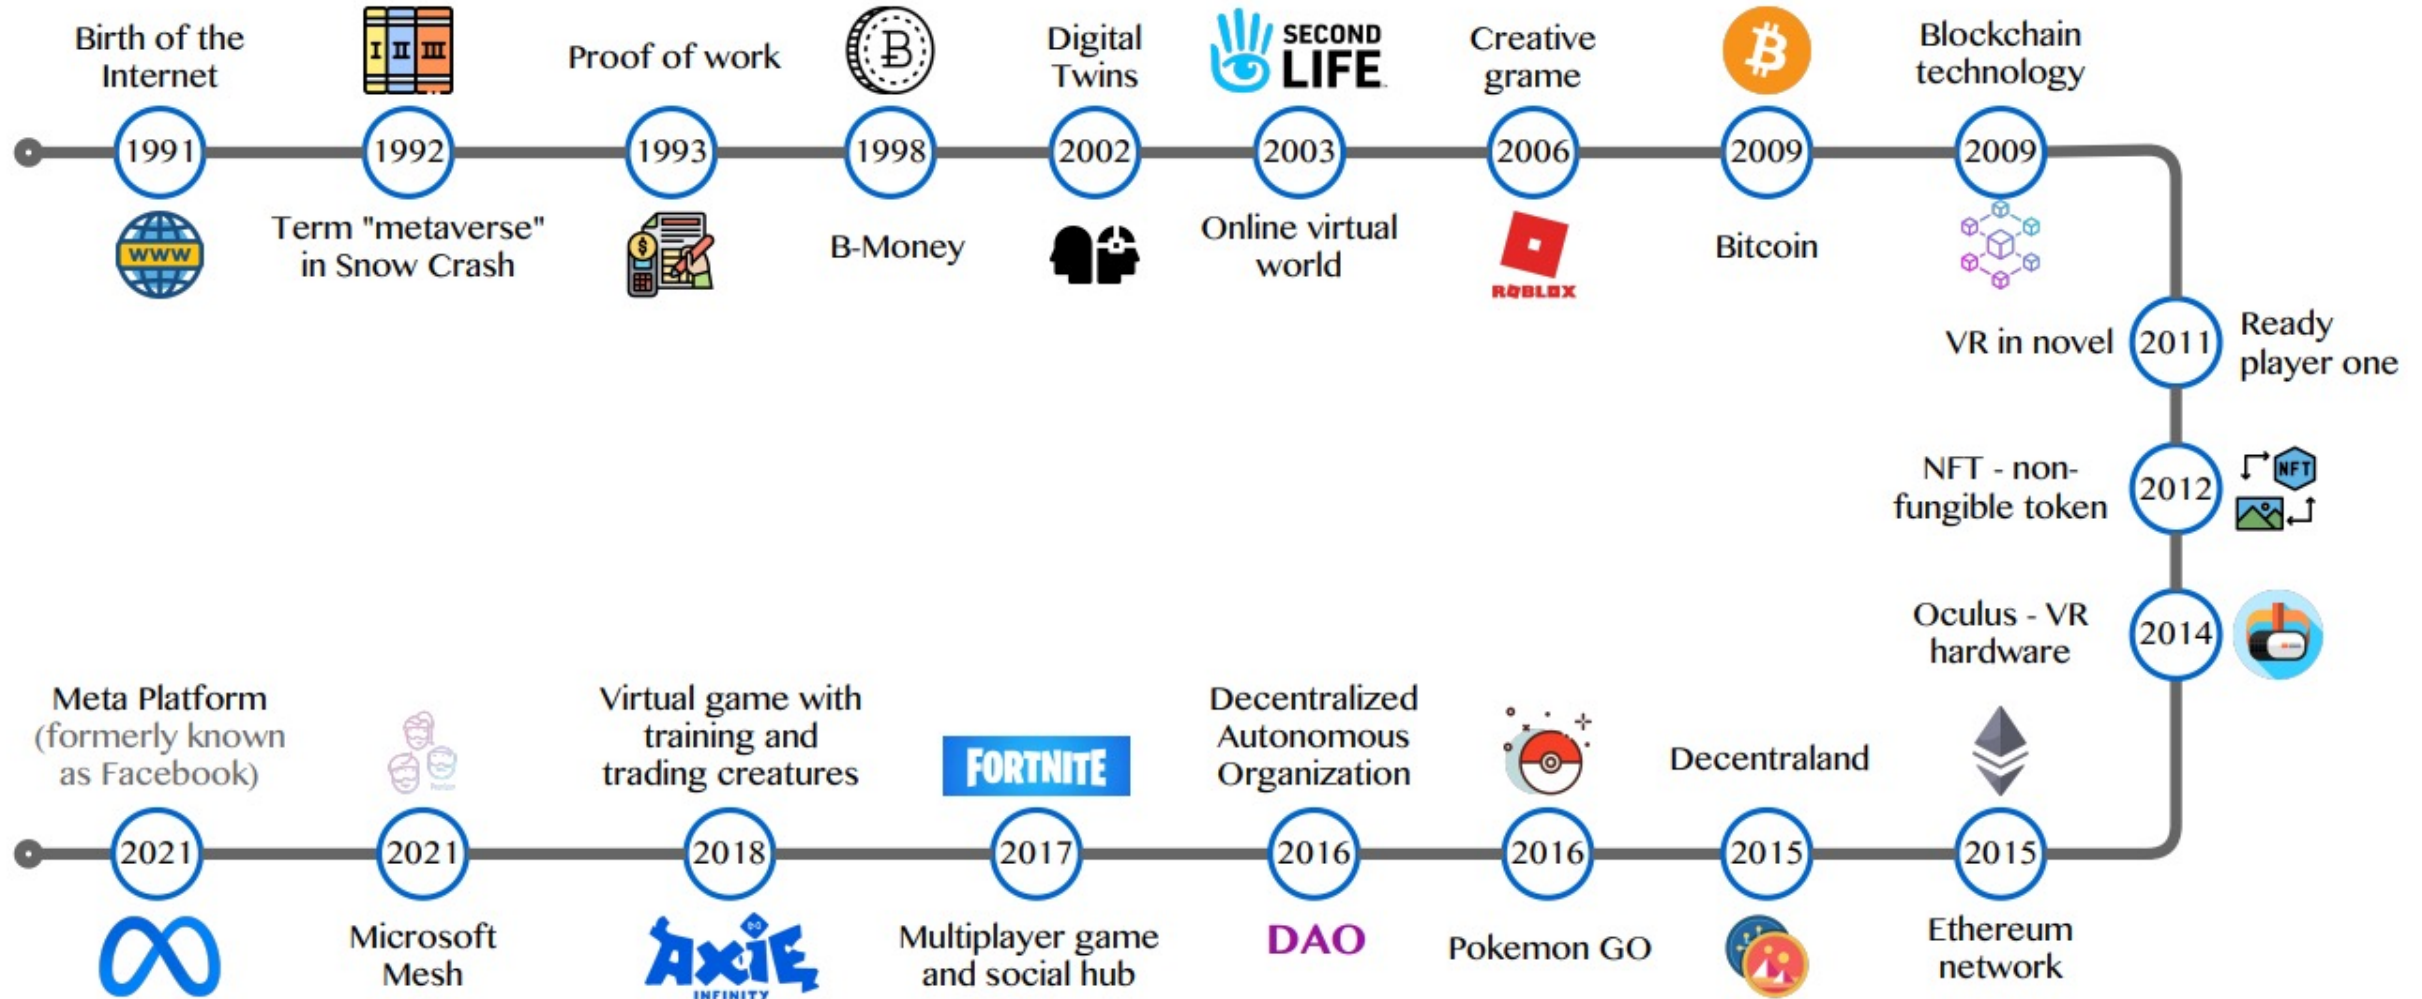 Birth of the
Internet
1991
WWW
I II III
1992
Term "metaverse"
in Snow Crash
Proof of work
1993
$
B
1998
B-Money
Digital
Twins
2002
SECOND
LIFE
2003
Online virtual
world
Creative
grame
2006
ROBLOX
2009
Bitcoin
Blockchain
technology
2009
VR in novel
2011
Ready
player one
NFT - non-
fungible token
2012
NFT
Oculus - VR
hardware
2014
2015
Ethereum
network
Decentraland
2015
2016
Pokemon GO
Decentralized
Autonomous
Organization
2016
DAO
FORTNITE
2017
Multiplayer game
and social hub
Virtual game with
training and
trading creatures
2018
AXIE
INFINITY
2021
Microsoft
Mesh
Meta Platform
(formerly known
as Facebook)
2021